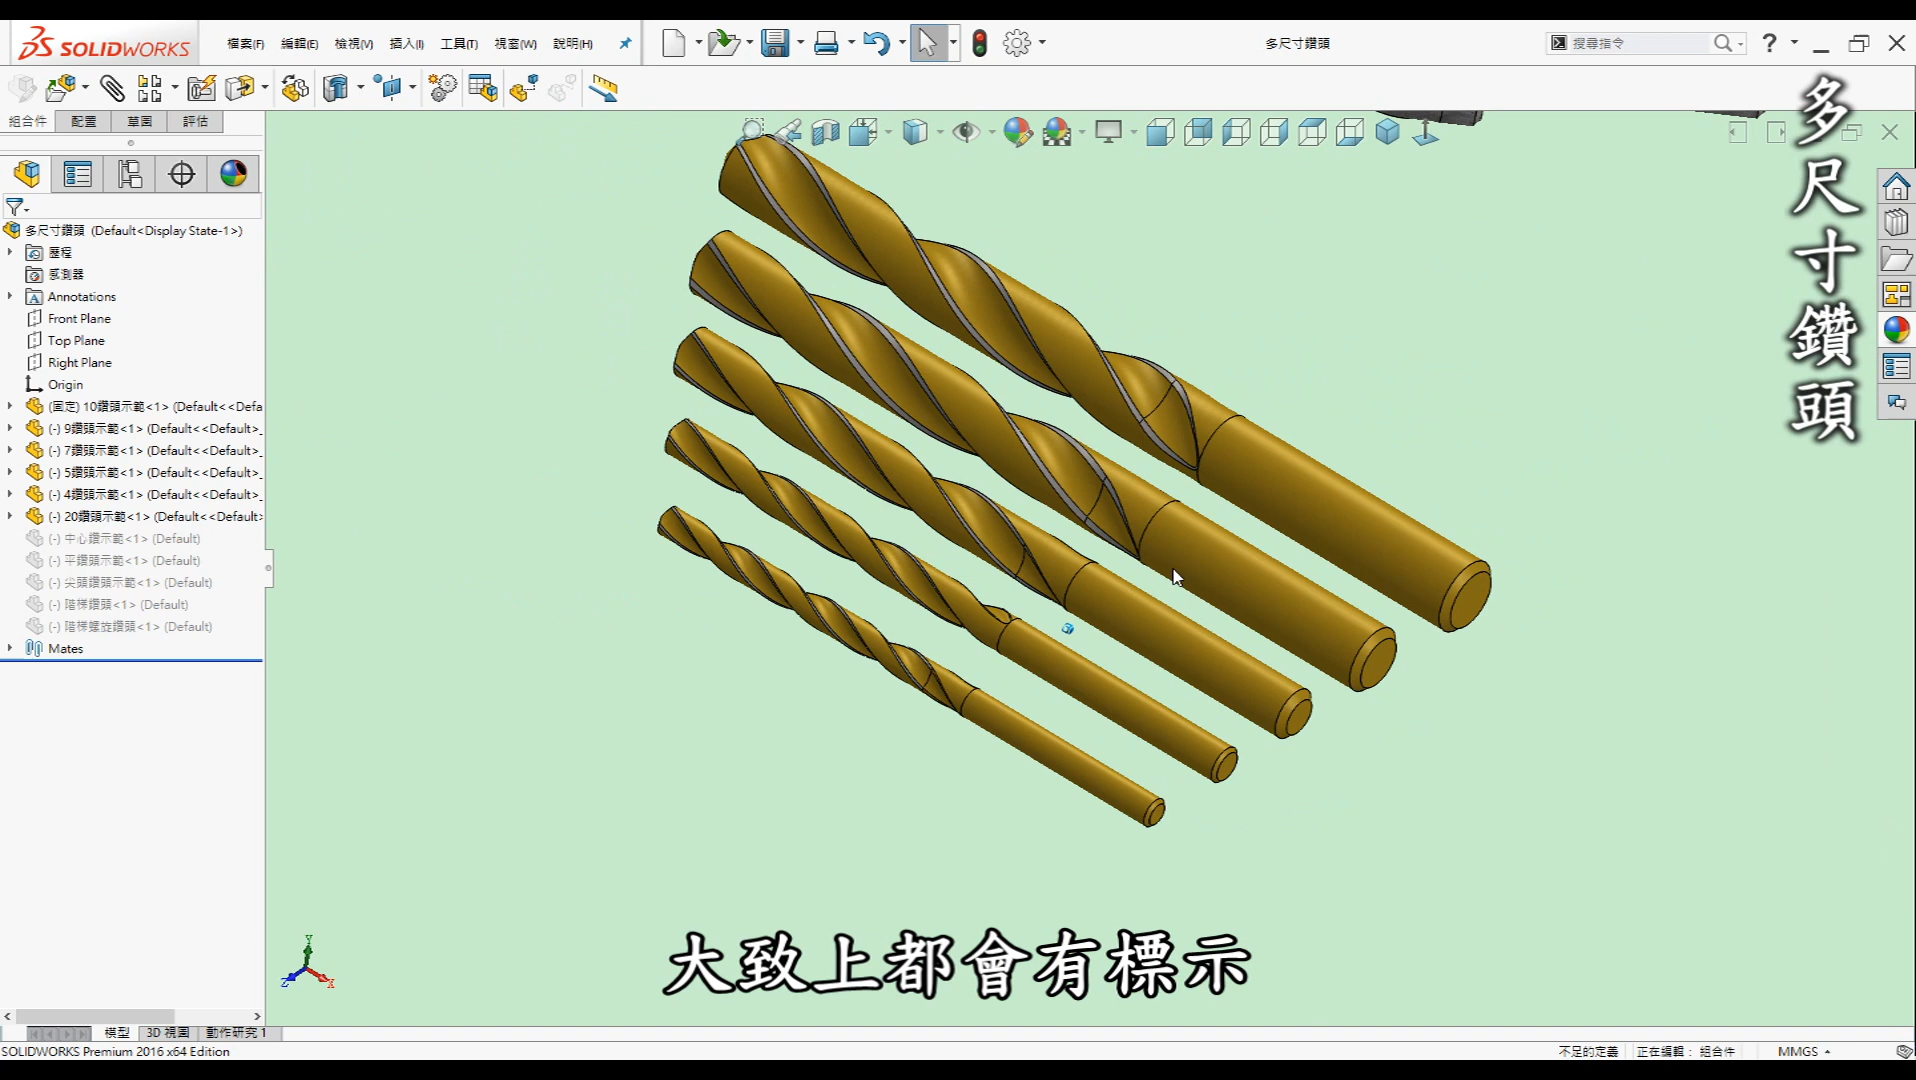 SOLIDWORKS
檔案(F) 編輯(E) 檢視(V) 插入(I) 工具(T) 視窗(W) 說明(H)
多尺寸鑽頭
搜尋指令
組合件 配置 草圖 評估
多尺寸鑽頭 (Default<Display State-1>)
歷程
感測器
Annotations
Front Plane
Top Plane
Right Plane
Origin
(固定) 10鑽頭示範<1> (Default<<Defa
(-) 9鑽頭示範<1> (Default<<Default>_
(-) 7鑽頭示範<1> (Default<<Default>_
(-) 5鑽頭示範<1> (Default<<Default>_
(-) 4鑽頭示範<1> (Default<<Default>_
(-) 20鑽頭示範<1> (Default<<Default>
(-) 中心鑽示範<1> (Default)
(-) 平鑽頭示範<1> (Default)
(-) 尖頭鑽頭示範<1> (Default)
(-) 階梯鑽頭<1> (Default)
(-) 階梯螺旋鑽頭<1> (Default)
Mates
多尺寸鑽頭
Y
Z
X
大致上都會有標示
模型 3D 視圖 動作研究 1
SOLIDWORKS Premium 2016 x64 Edition
不足的定義 正在編輯： 組合件 MMGS